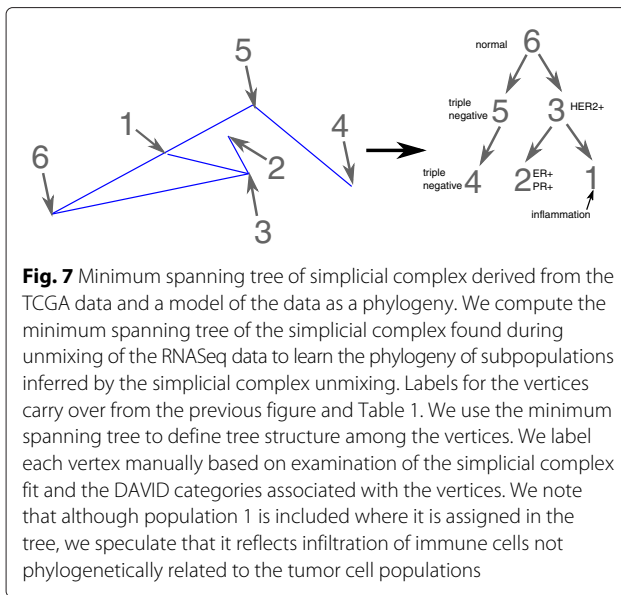 5
1
4
6
2
3
normal 6
triple negative 5
3 HER2+
triple negative 4
2 ER+ PR+
1
inflammation
Fig. 7 Minimum spanning tree of simplicial complex derived from the
TCGA data and a model of the data as a phylogeny. We compute the
minimum spanning tree of the simplicial complex found during
unmixing of the RNASeq data to learn the phylogeny of subpopulations
inferred by the simplicial complex unmixing. Labels for the vertices
carry over from the previous figure and Table 1. We use the minimum
spanning tree to define tree structure among the vertices. We label
each vertex manually based on examination of the simplicial complex
fit and the DAVID categories associated with the vertices. We note
that although population 1 is included where it is assigned in the
tree, we speculate that it reflects infiltration of immune cells not
phylogenetically related to the tumor cell populations